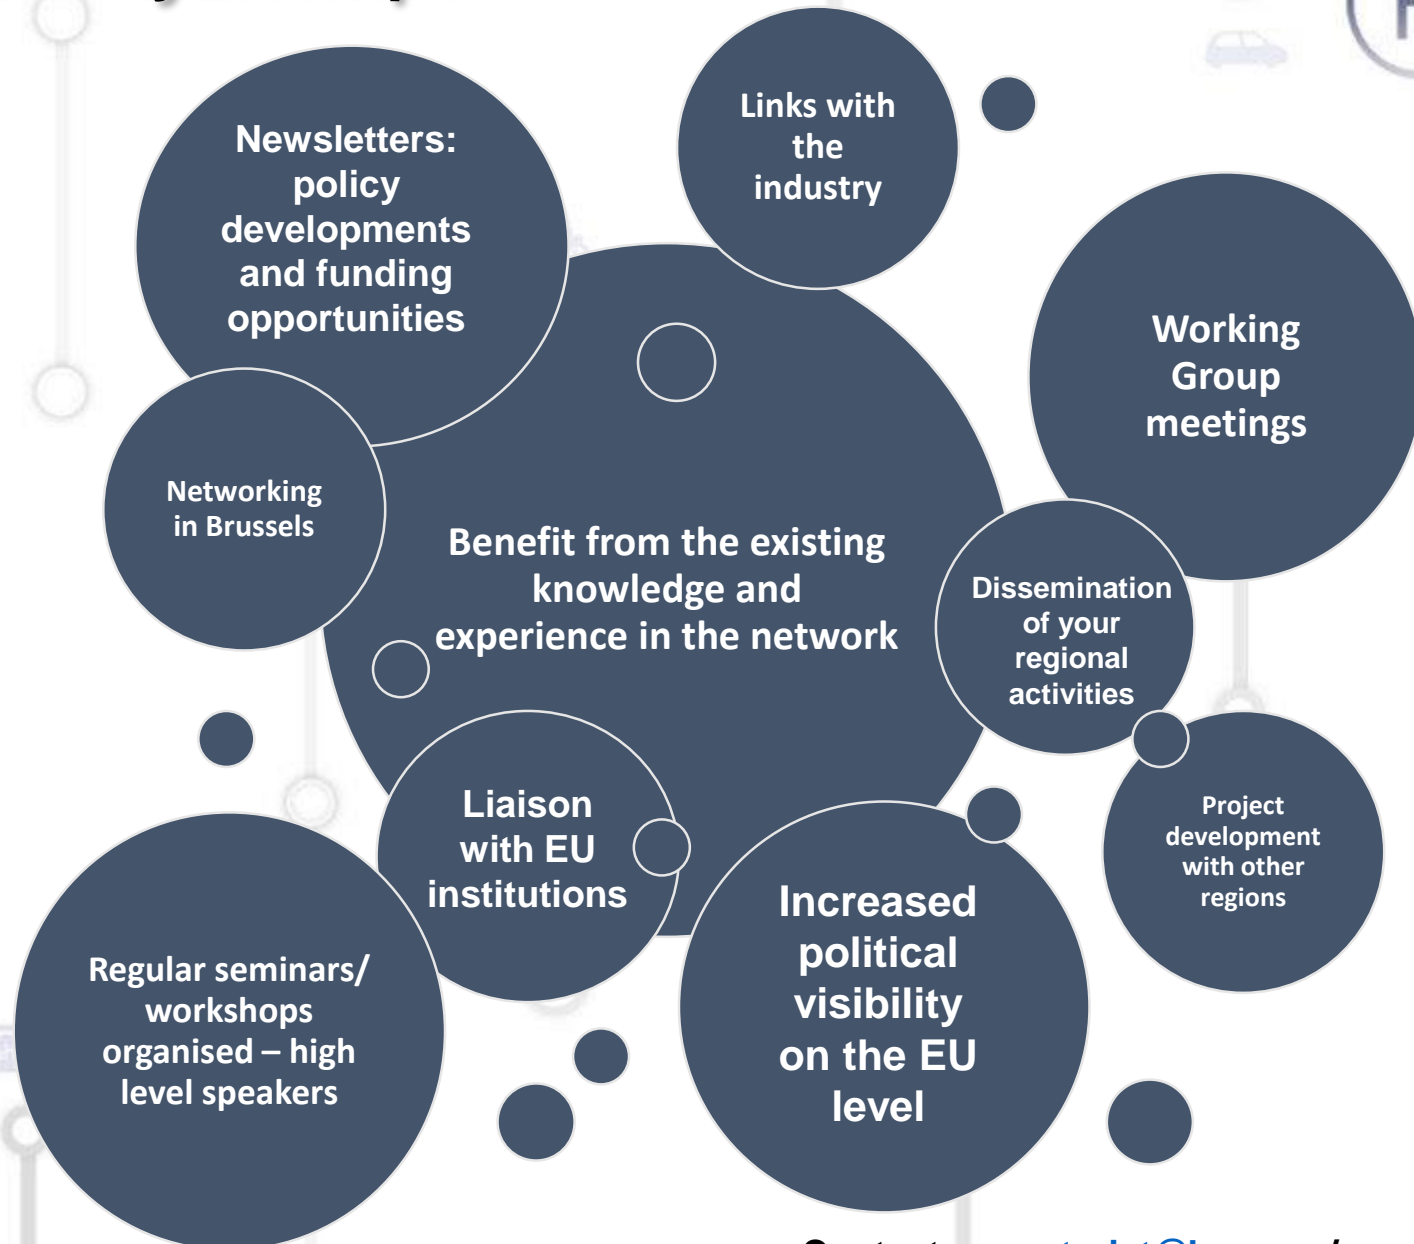 Links with
the
industry
Newsletters:
policy
developments
and funding
opportunities
Working
Group
meetings
Networking
in Brussels
Benefit from the existing
knowledge and
experience in the network
Dissemination
of your
regional
activities
Liaison
with EU
institutions
Project
development
with other
regions
Increased
political
visibility
on the EU
level
Regular seminars/
workshops
organised – high
level speakers